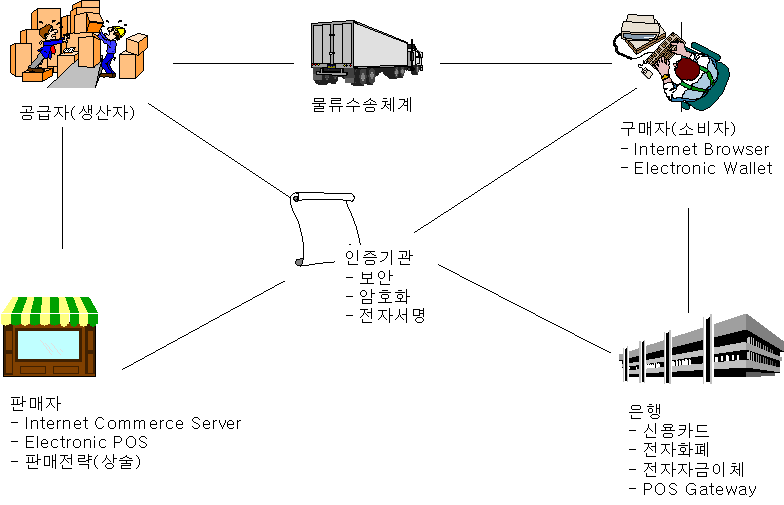 공급자(생산자)
물류수송체계
구매자(소비자)
- Internet Browser
- Electronic Wallet
인증기관
- 보안
- 암호화
- 전자서명
판매자
- Internet Commerce Server
- Electronic POS
- 판매전략(상술)
은행
- 신용카드
- 전자화폐
- 전자자금이체
- POS Gateway